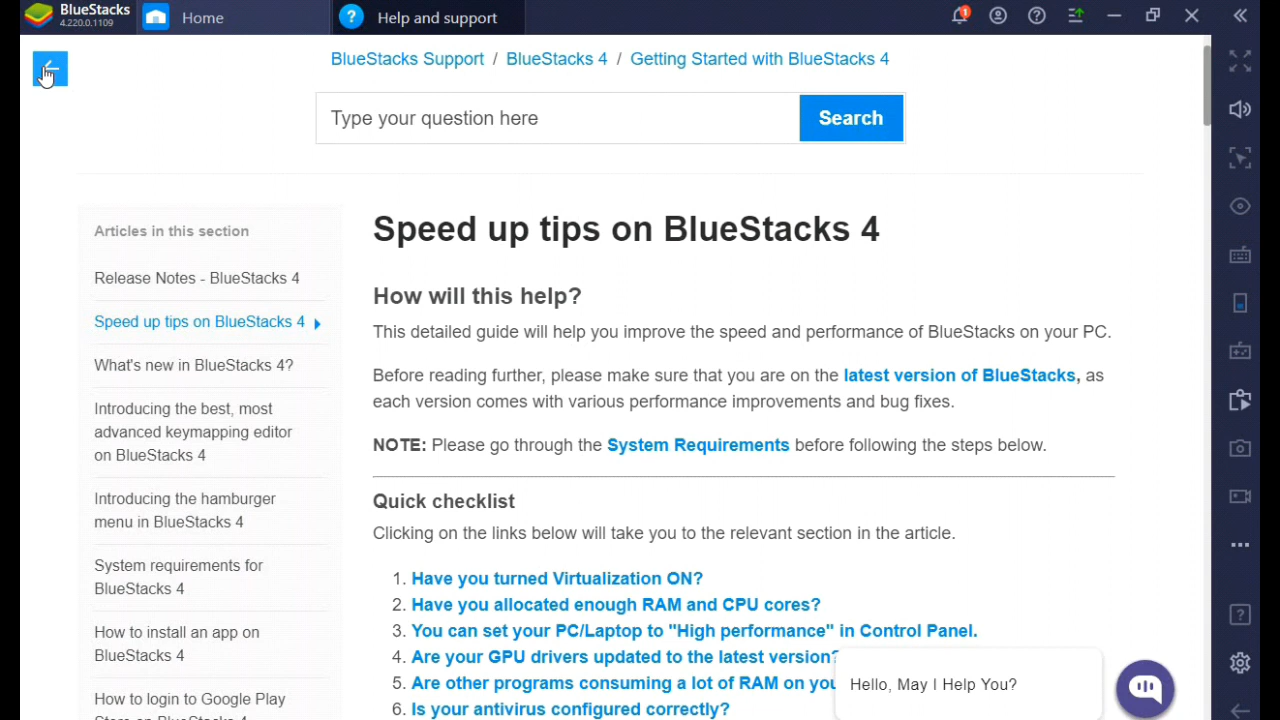 BlueStacks
4.220.0.1109
Home
? Help and support
1
BlueStacks Support / BlueStacks 4 / Getting Started with BlueStacks 4
Type your question here
Search
Articles in this section
Release Notes - BlueStacks 4
Speed up tips on BlueStacks 4
What's new in BlueStacks 4?
Introducing the best, most
advanced keymapping editor
on BlueStacks 4
Introducing the hamburger
menu in BlueStacks 4
System requirements for
BlueStacks 4
How to install an app on
BlueStacks 4
How to login to Google Play
Store on BlueStacks 4
Speed up tips on BlueStacks 4
How will this help?
This detailed guide will help you improve the speed and performance of BlueStacks on your PC.
Before reading further, please make sure that you are on the latest version of BlueStacks, as
each version comes with various performance improvements and bug fixes.
NOTE: Please go through the System Requirements before following the steps below.
Quick checklist
Clicking on the links below will take you to the relevant section in the article.
1. Have you turned Virtualization ON?
2. Have you allocated enough RAM and CPU cores?
3. You can set your PC/Laptop to "High performance" in Control Panel.
4. Are your GPU drivers updated to the latest version?
5. Are other programs consuming a lot of RAM on you
6. Is your antivirus configured correctly?
Hello, May I Help You?